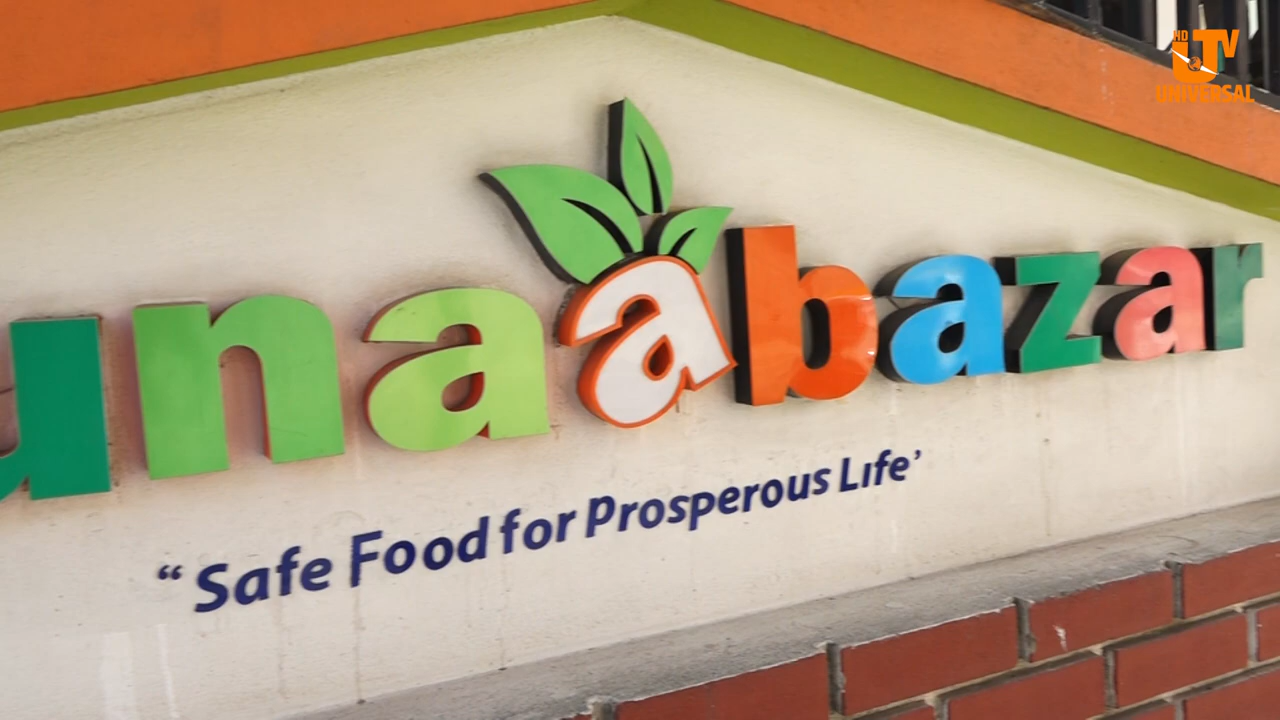 HD
UTV
UNIVERSAL
unaabazar
“ Safe Food for Prosperous Life’